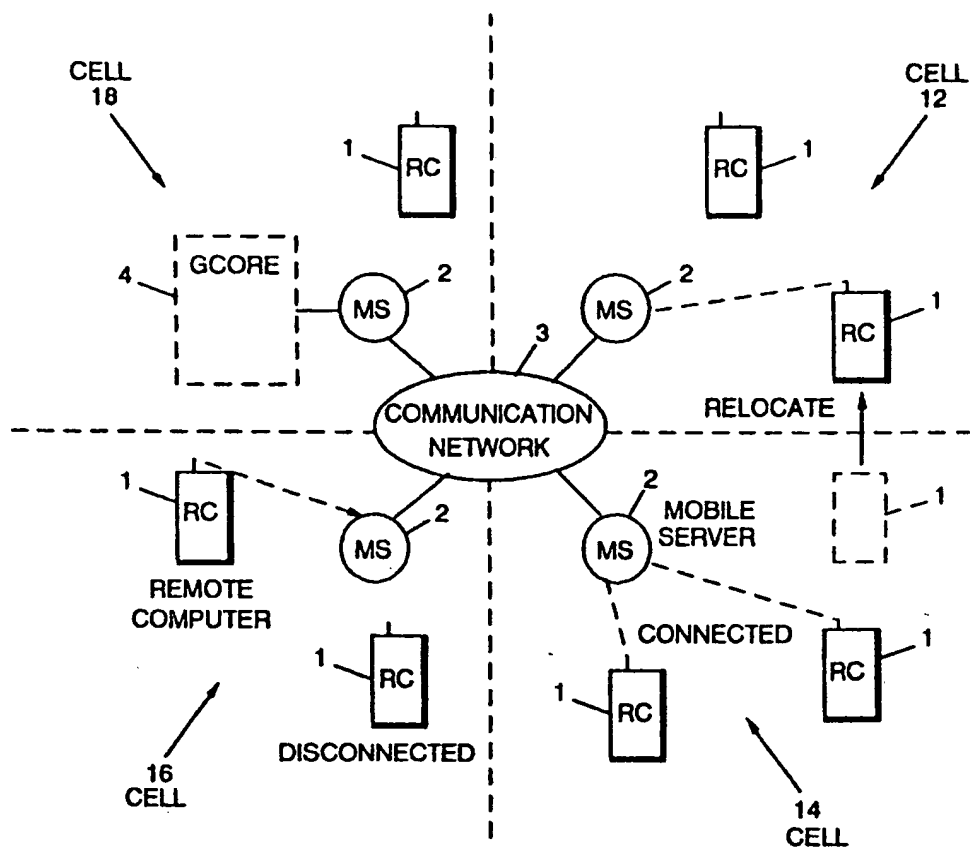 CELL
18
CELL
12
1
RC
1
RC
GCORE
4
2
MS
2
MS
1
RC
3
COMMUNICATION
NETWORK
RELOCATE
1
RC
2
MS
REMOTE
COMPUTER
2
MS
MOBILE
SERVER
1
1
RC
DISCONNECTED
CONNECTED
1
RC
1
RC
16
CELL
14
CELL